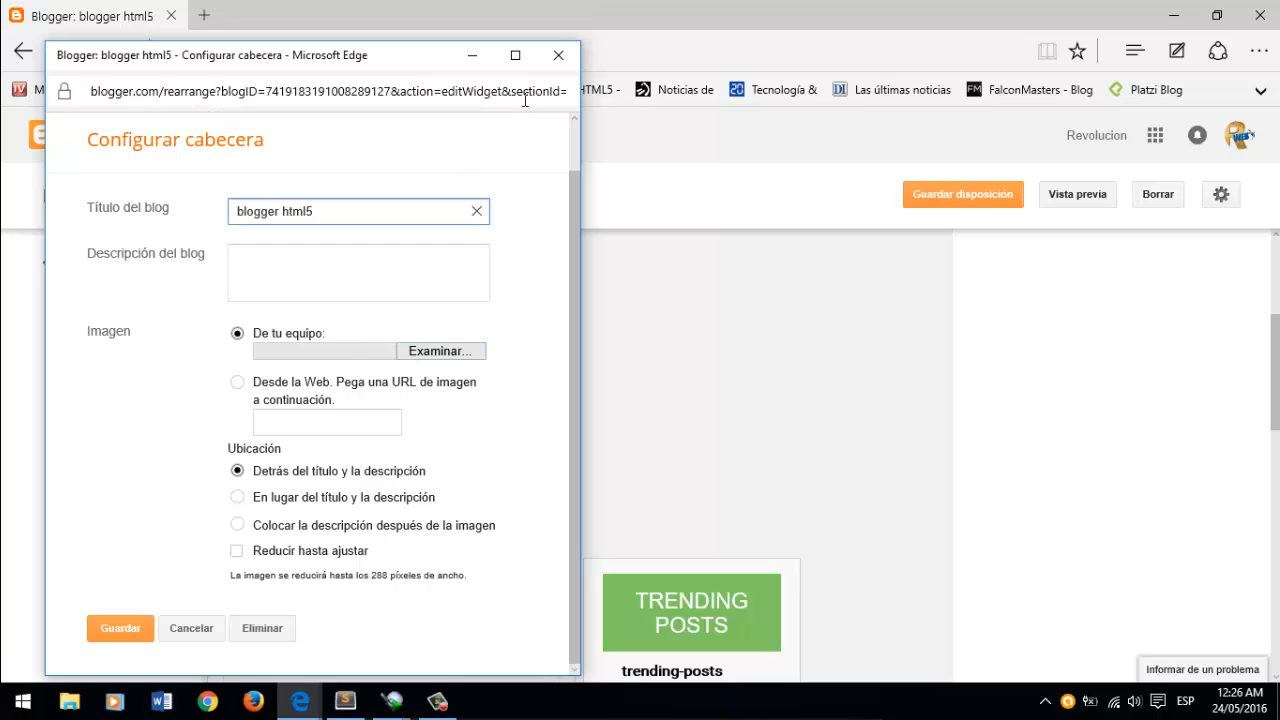 Blogger: blogger html5
Blogger: blogger html5 - Configurar cabecera - Microsoft Edge
blogger.com/rearrange?blogID=7419183191008289127&action=editWidget&sectionId=
HTML5 -
Noticias de
Tecnología &
Las últimas noticias
FalconMasters - Blog
Platzi Blog
Configurar cabecera
Revolucion
Guardar disposición
Vista previa
Borrar
Título del blog
blogger html5
Descripción del blog
Imagen
De tu equipo:
Examinar...
Desde la Web. Pega una URL de imagen
a continuación.
Ubicación
Detrás del título y la descripción
En lugar del título y la descripción
Colocar la descripción después de la imagen
Reducir hasta ajustar
La imagen se reducirá hasta los 288 píxeles de ancho.
Guardar
Cancelar
Eliminar
TRENDING
POSTS
trending-posts
Informar de un problema
ESP
12:26 AM
24/05/2016